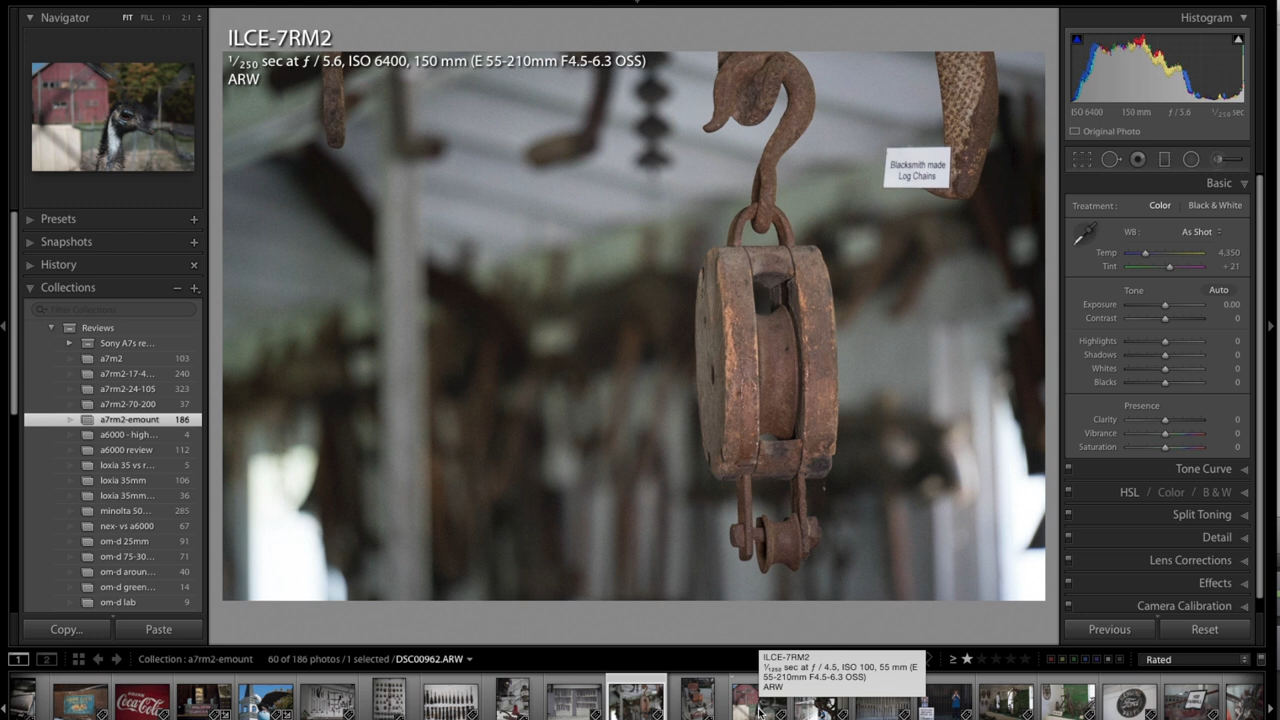 Navigator FIT FILL 1:1 2:1
ILCE-7RM2
1/250 sec at ƒ / 5.6, ISO 6400, 150 mm (E 55-210mm F4.5-6.3 OSS)
ARW
Blacksmith made
Log Chains
Presets
Snapshots
History
Collections
Filter Collections
Reviews
Sony A7s re...
a7m2 103
a7rm2-17-4... 240
a7rm2-24-105 323
a7rm2-70-200 37
a7rm2-emount 186
a6000 - high... 4
a6000 review 112
loxia 35 vs r... 5
loxia 35mm 106
loxia 35mm... 36
minolta 50... 285
nex- vs a6000 67
om-d 25mm 91
om-d 75-30... 71
om-d aroun... 40
om-d green... 14
om-d lab 9
Copy... Paste
Histogram
ISO 6400 150 mm ƒ / 5.6 1/250 sec
Original Photo
Basic
Treatment: Color Black & White
WB: As Shot
Temp 4,350
Tint + 21
Tone Auto
Exposure 0.00
Contrast 0
Highlights 0
Shadows 0
Whites 0
Blacks 0
Presence
Clarity 0
Vibrance 0
Saturation 0
Tone Curve
HSL / Color / B & W
Split Toning
Detail
Lens Corrections
Effects
Camera Calibration
Previous Reset
1 2 Collection : a7rm2-emount 60 of 186 photos / 1 selected / DSC00962.ARW Rated
ILCE-7RM2
1/1250 sec at ƒ / 4.5, ISO 100, 55 mm (E
55-210mm F4.5-6.3 OSS)
ARW
Coca-Cola
Ford